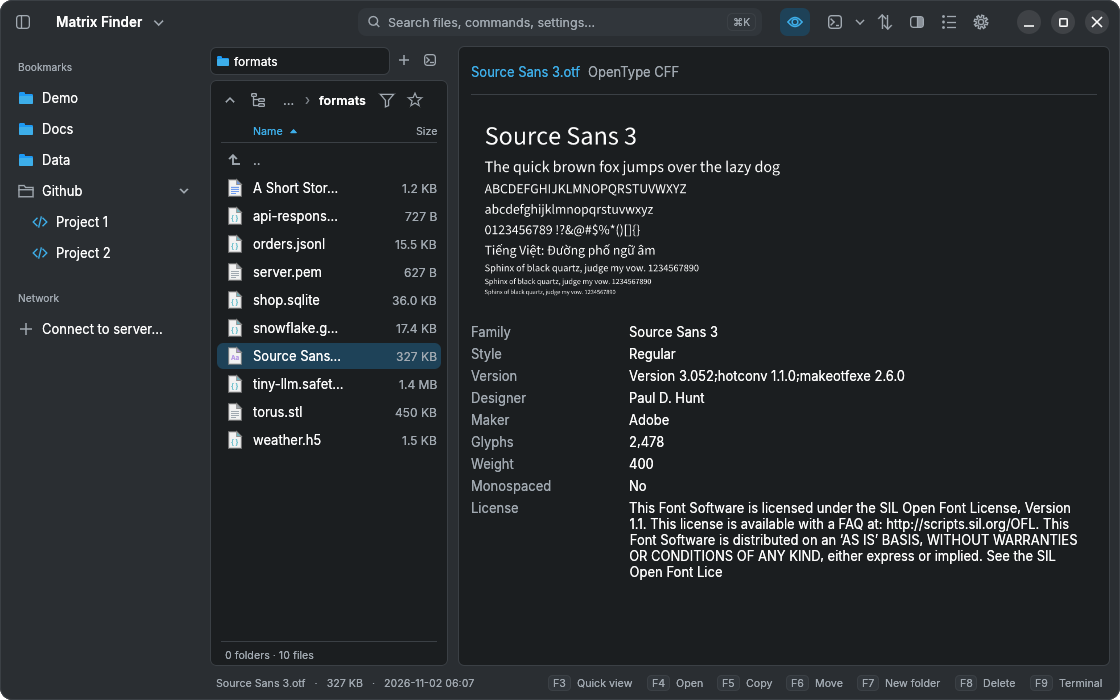 Matrix Finder
Search files, commands, settings...
⌘K
Bookmarks
Demo
Docs
Data
Github
Project 1
Project 2
Network
Connect to server...
formats
... › formats
Name Size
..
A Short Stor... 1.2 KB
api-respons... 727 B
orders.jsonl 15.5 KB
server.pem 627 B
shop.sqlite 36.0 KB
snowflake.g... 17.4 KB
Source Sans... 327 KB
tiny-llm.safet... 1.4 MB
torus.stl 450 KB
weather.h5 1.5 KB
0 folders · 10 files
Source Sans 3.otf OpenType CFF
Source Sans 3
The quick brown fox jumps over the lazy dog
ABCDEFGHIJKLMNOPQRSTUVWXYZ
abcdefghijklmnopqrstuvwxyz
0123456789 !?&@#$%*()[]{}
Tiếng Việt: Đường phố ngữ âm
Sphinx of black quartz, judge my vow. 1234567890
Sphinx of black quartz, judge my vow. 1234567890
Sphinx of black quartz, judge my vow. 1234567890
Family Source Sans 3
Style Regular
Version Version 3.052;hotconv 1.1.0;makeotfexe 2.6.0
Designer Paul D. Hunt
Maker Adobe
Glyphs 2,478
Weight 400
Monospaced No
License This Font Software is licensed under the SIL Open Font License, Version
1.1. This license is available with a FAQ at: http://scripts.sil.org/OFL. This
Font Software is distributed on an ‘AS IS’ BASIS, WITHOUT WARRANTIES
OR CONDITIONS OF ANY KIND, either express or implied. See the SIL
Open Font Lice
Source Sans 3.otf · 327 KB · 2026-11-02 06:07
F3 Quick view F4 Open F5 Copy F6 Move F7 New folder F8 Delete F9 Terminal